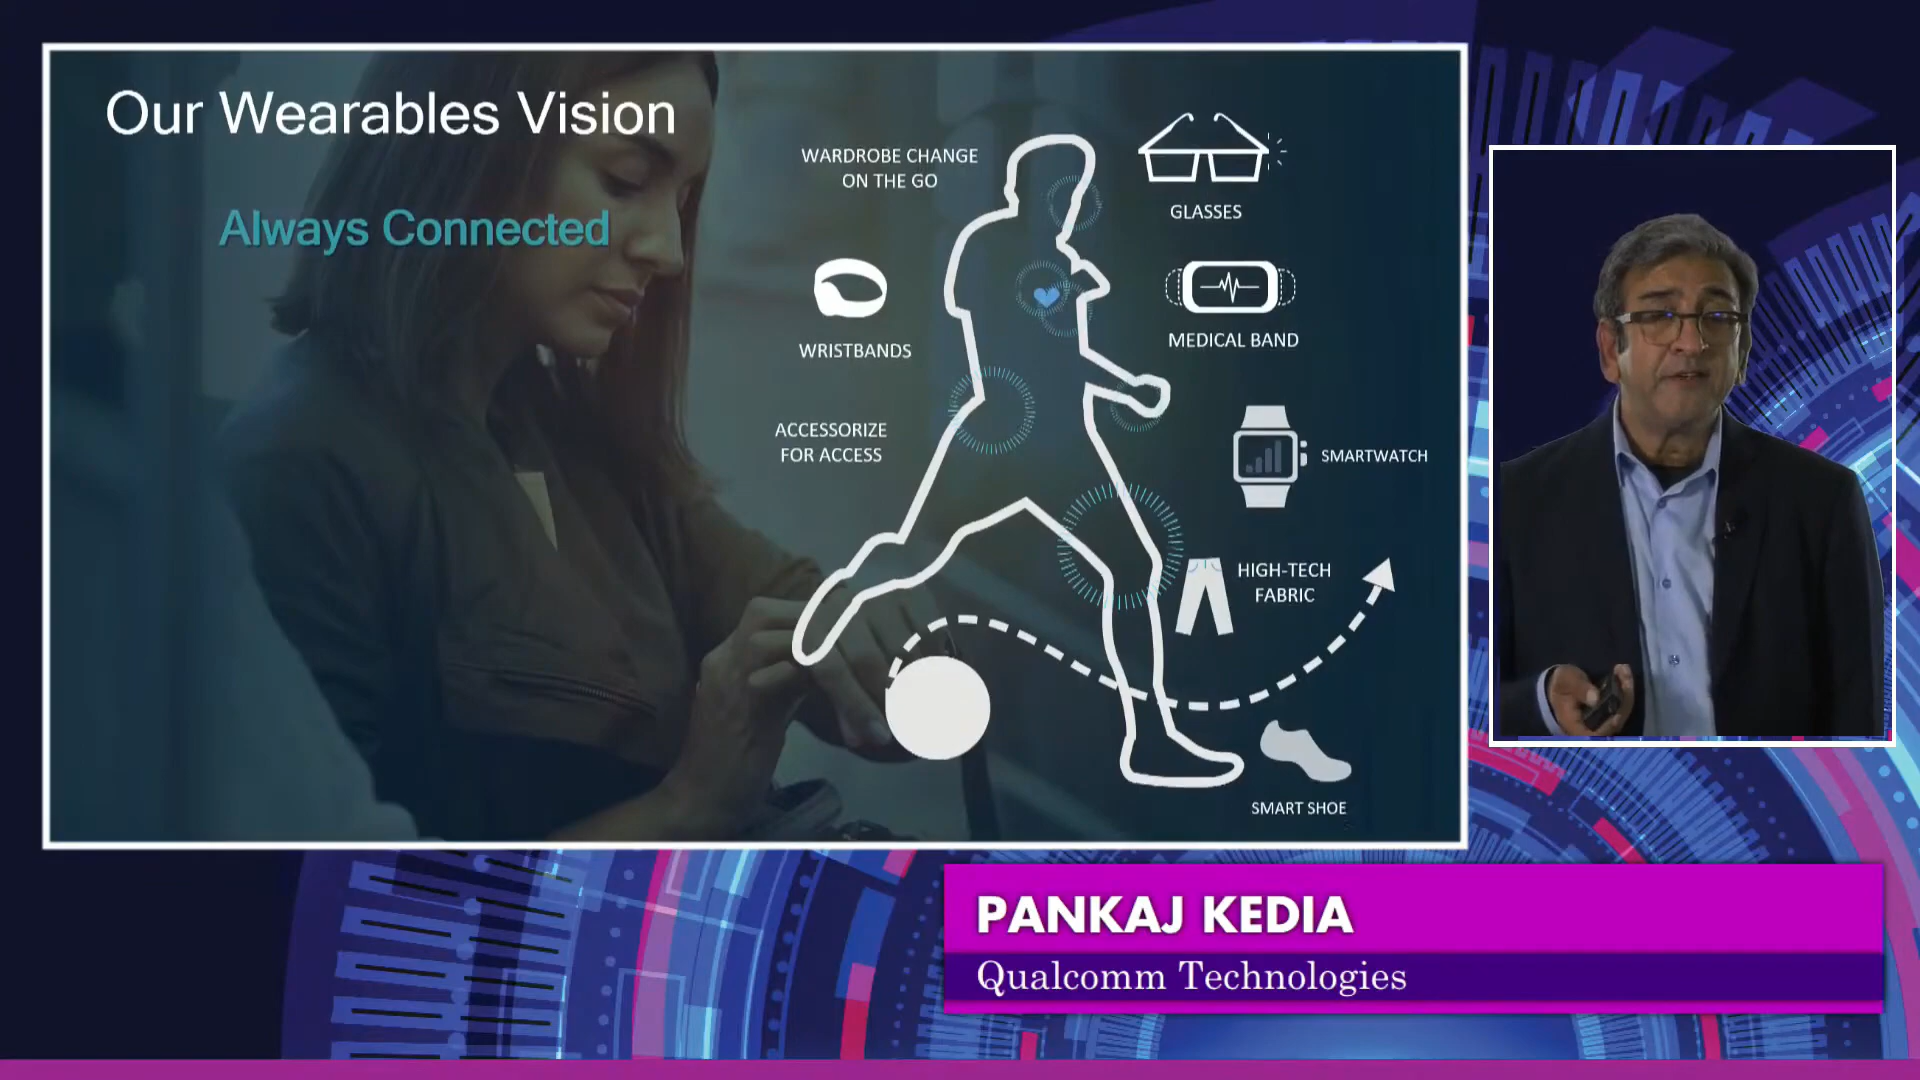 Our Wearables Vision
Always Connected
WARDROBE CHANGE
ON THE GO
GLASSES
WRISTBANDS
MEDICAL BAND
ACCESSORIZE
FOR ACCESS
SMARTWATCH
HIGH-TECH
FABRIC
SMART SHOE
PANKAJ KEDIA
Qualcomm Technologies